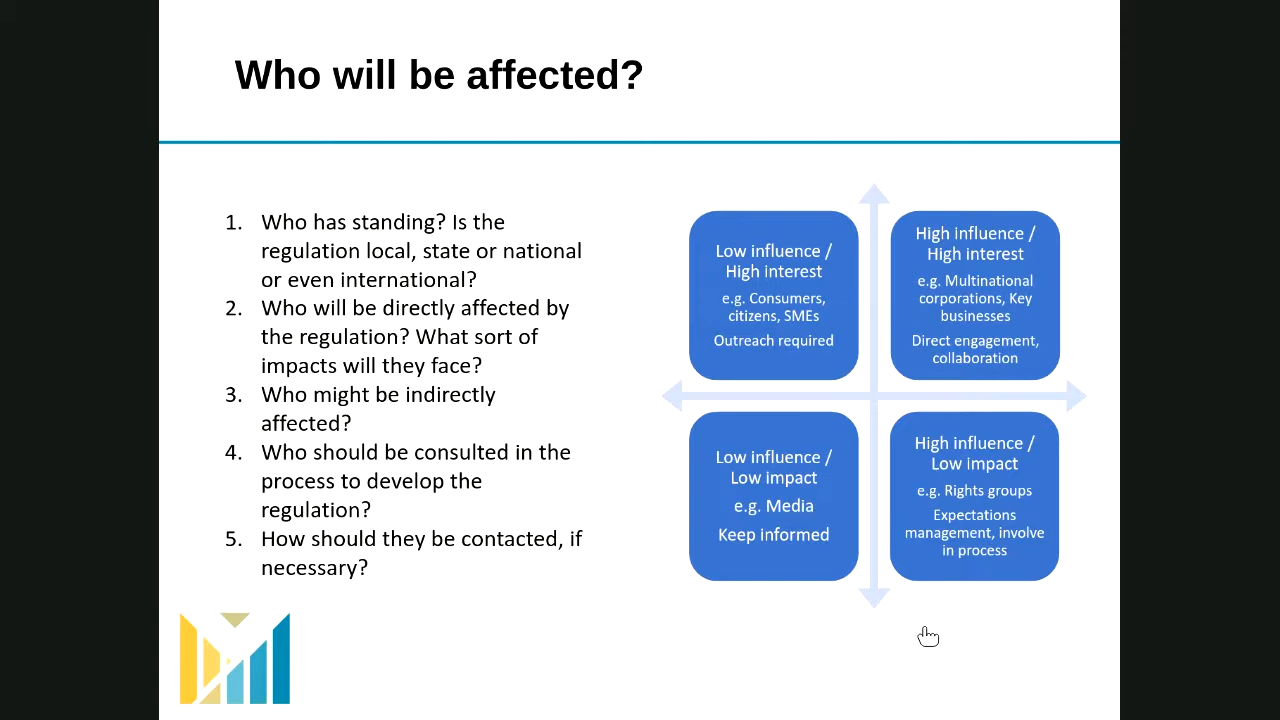 Who will be affected?
1. Who has standing? Is the
regulation local, state or national
or even international?
2. Who will be directly affected by
the regulation? What sort of
impacts will they face?
3. Who might be indirectly
affected?
4. Who should be consulted in the
process to develop the
regulation?
5. How should they be contacted, if
necessary?
Low influence /
High interest
e.g. Consumers,
citizens, SMEs
Outreach required
High influence /
High interest
e.g. Multinational
corporations, Key
businesses
Direct engagement,
collaboration
Low influence /
Low impact
e.g. Media
Keep informed
High influence /
Low impact
e.g. Rights groups
Expectations
management, involve
in process